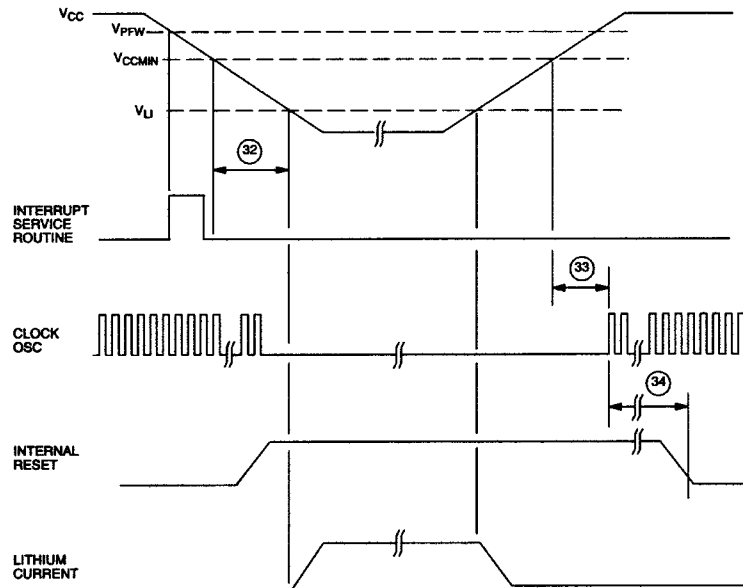 VCC
VPFW
VCCMIN
VLI
32
INTERRUPT
SERVICE
ROUTINE
33
CLOCK
OSC
34
INTERNAL
RESET
LITHIUM
CURRENT